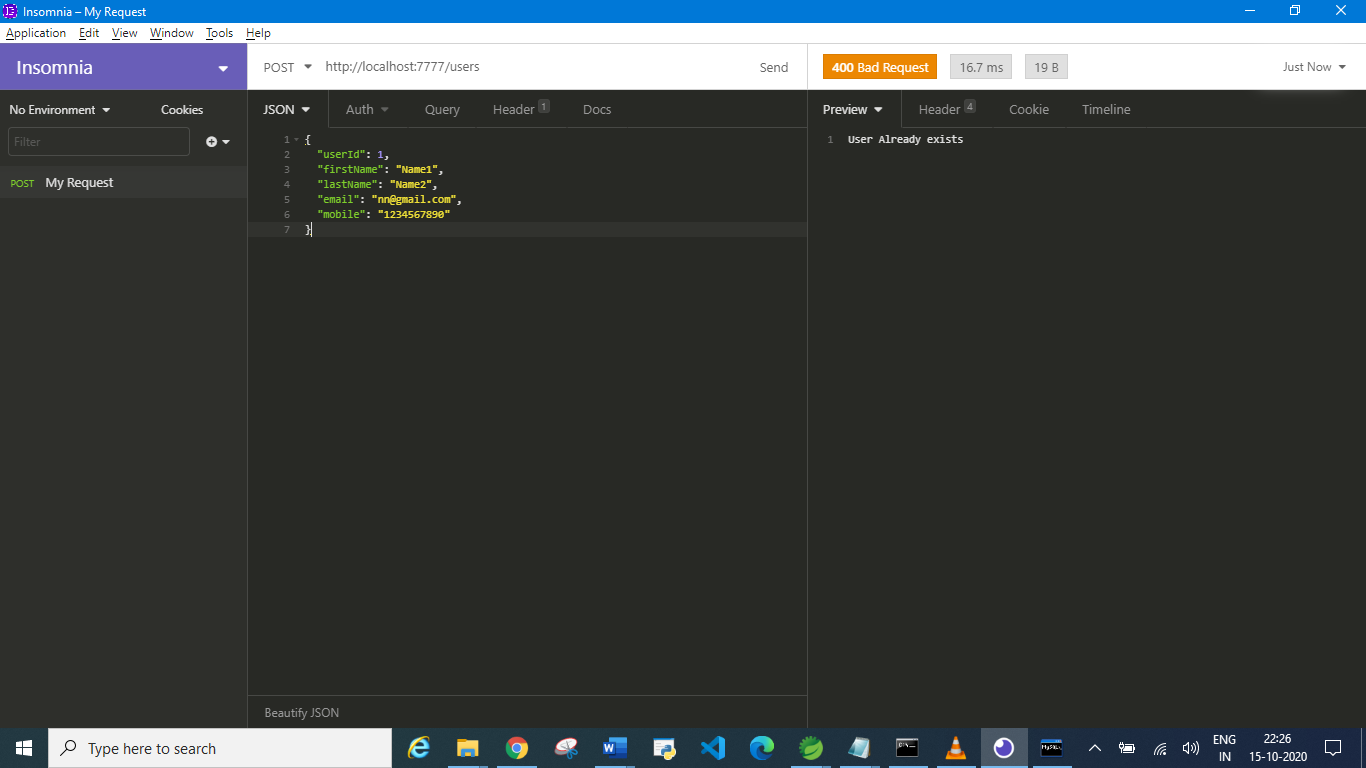 Insomnia – My Request
Application Edit View Window Tools Help
Insomnia
POST http://localhost:7777/users Send
400 Bad Request 16.7 ms 19 B Just Now
No Environment Cookies
JSON Auth Query Header 1 Docs
Preview Header 4 Cookie Timeline
Filter
POST My Request
1 {
2 "userId": 1,
3 "firstName": "Name1",
4 "lastName": "Name2",
5 "email": "nn@gmail.com",
6 "mobile": "1234567890"
7 }
1 User Already exists
Beautify JSON
Type here to search
ENG
IN
22:26
15-10-2020